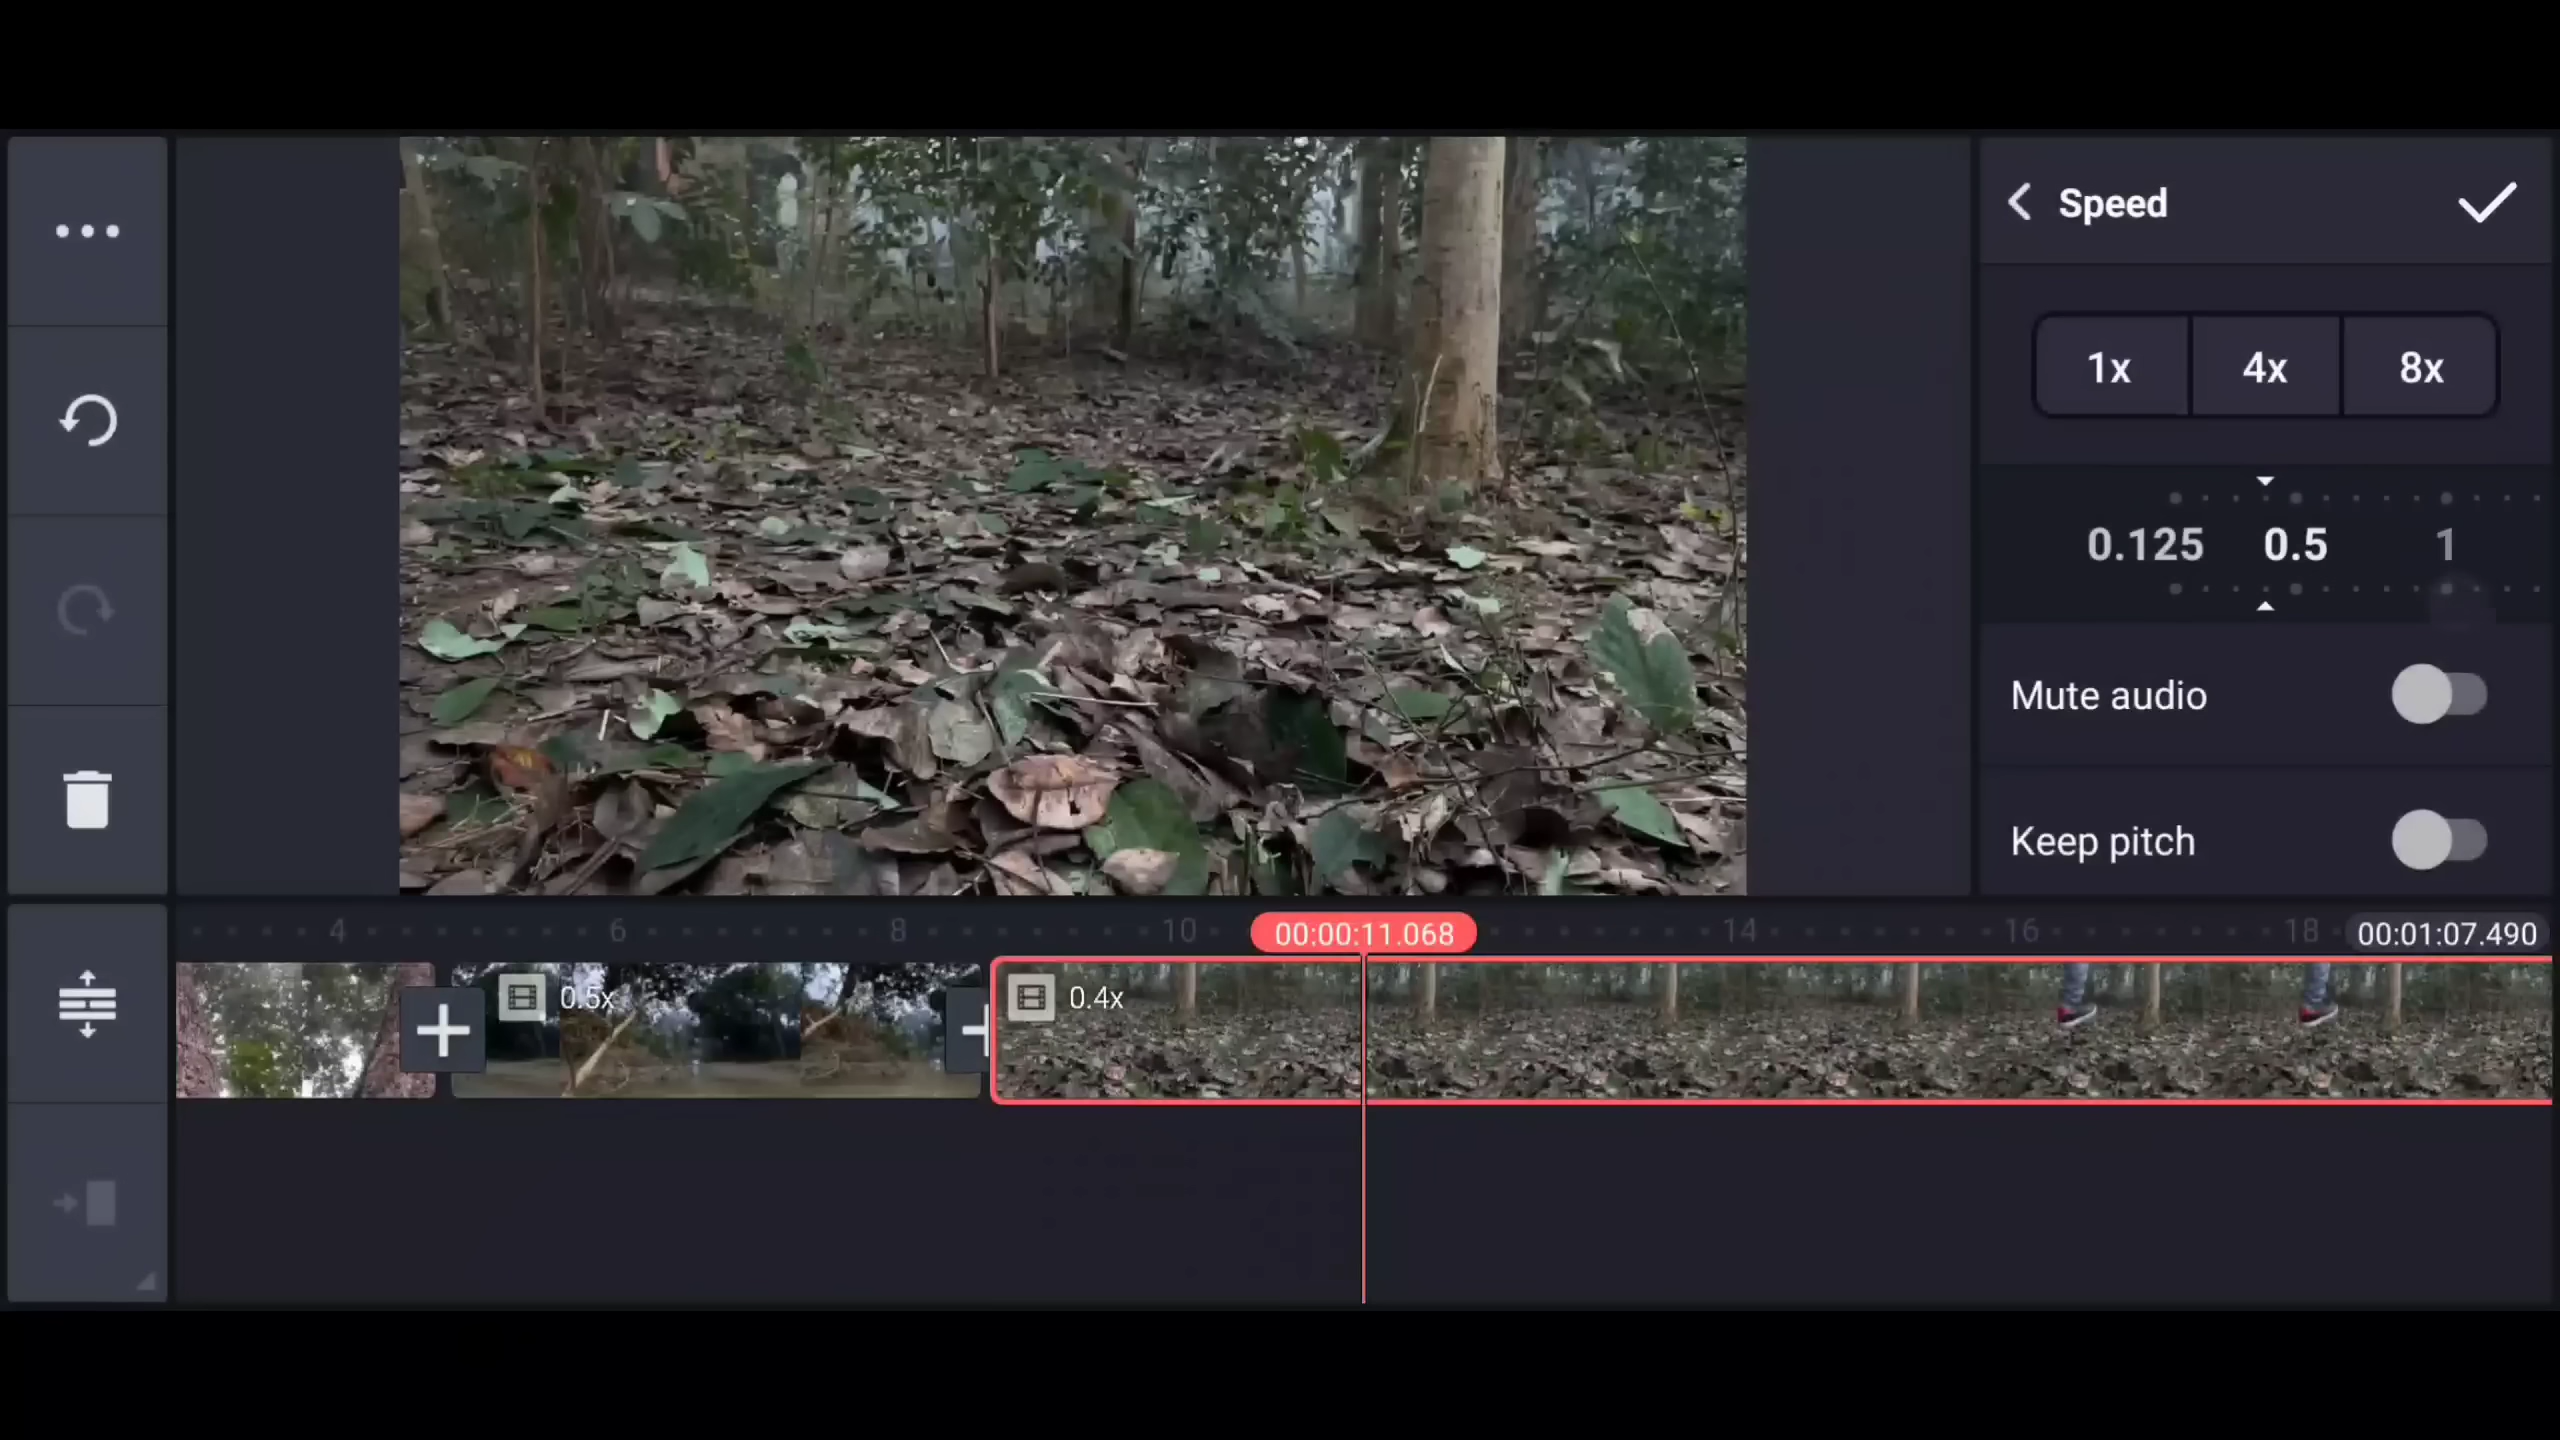 Speed
1x 4x 8x
0.125 0.5 1
Mute audio
Keep pitch
4 6 8 10 00:00:11.068 14 16 18 00:01:07.490
0.5x 0.4x